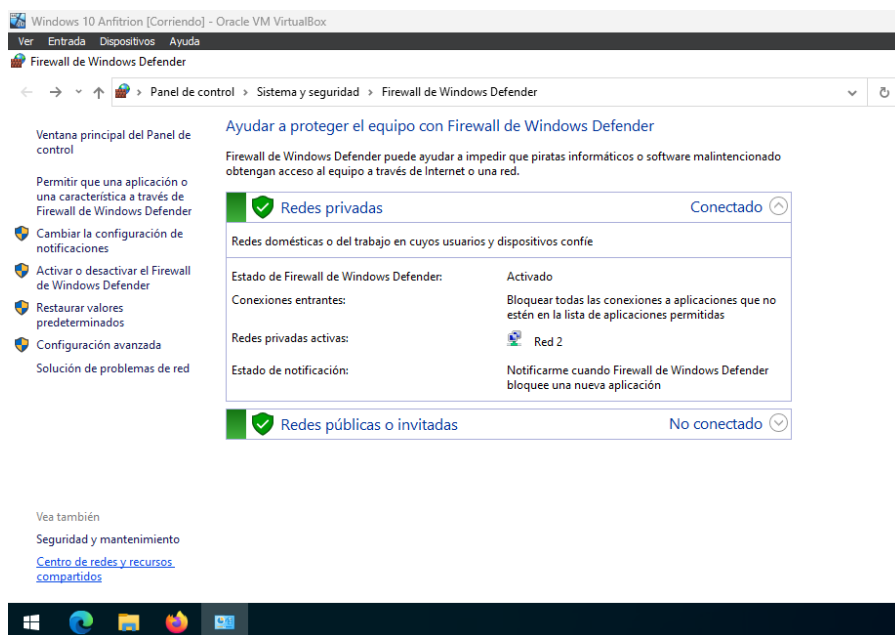 Windows 10 Anfitrion [Corriendo] - Oracle VM VirtualBox
Ver Entrada Dispositivos Ayuda
Firewall de Windows Defender
Panel de control > Sistema y seguridad > Firewall de Windows Defender
Ventana principal del Panel de
control
Permitir que una aplicación o
una característica a través de
Firewall de Windows Defender
Cambiar la configuración de
notificaciones
Activar o desactivar el Firewall
de Windows Defender
Restaurar valores
predeterminados
Configuración avanzada
Solución de problemas de red
Ayudar a proteger el equipo con Firewall de Windows Defender
Firewall de Windows Defender puede ayudar a impedir que piratas informáticos o software malintencionado
obtengan acceso al equipo a través de Internet o una red.
Redes privadas Conectado
Redes domésticas o del trabajo en cuyos usuarios y dispositivos confíe
Estado de Firewall de Windows Defender: Activado
Conexiones entrantes: Bloquear todas las conexiones a aplicaciones que no
estén en la lista de aplicaciones permitidas
Redes privadas activas: Red 2
Estado de notificación: Notificarme cuando Firewall de Windows Defender
bloquee una nueva aplicación
Redes públicas o invitadas No conectado
Vea también
Seguridad y mantenimiento
Centro de redes y recursos
compartidos